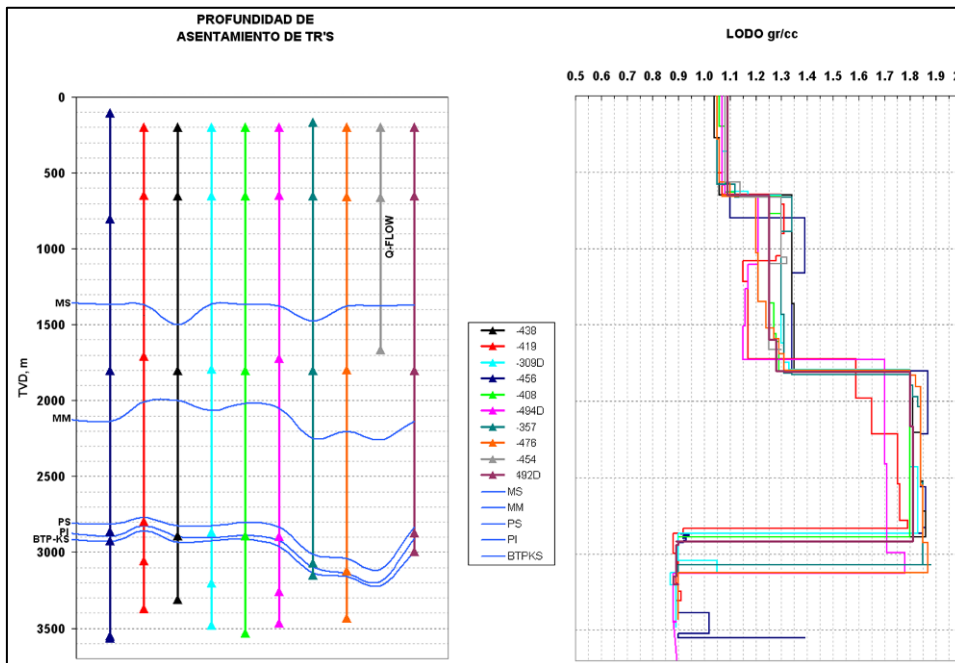 PROFUNDIDAD DE
ASENTAMIENTO DE TR'S
TVD, m
0
500
1000
1500
2000
2500
3000
3500
MS
MM
PS
PI
BTP-KS
Q-FLOW
-438
-419
-309D
-456
-408
-494D
-357
-476
-454
492D
MS
MM
PS
PI
BTPKS
LODO gr/cc
0.5 0.6 0.7 0.8 0.9 1.0 1.1 1.2 1.3 1.4 1.5 1.6 1.7 1.8 1.9